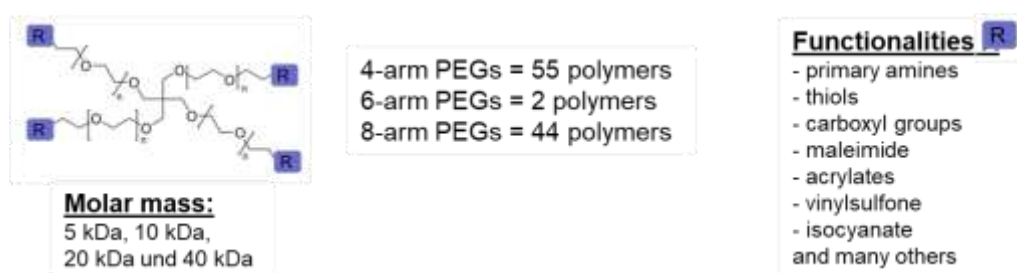 R
R
R
R
Molar mass:
5 kDa, 10 kDa,
20 kDa und 40 kDa
4-arm PEGs = 55 polymers
6-arm PEGs = 2 polymers
8-arm PEGs = 44 polymers
Functionalities R
- primary amines
- thiols
- carboxyl groups
- maleimide
- acrylates
- vinylsulfone
- isocyanate
and many others